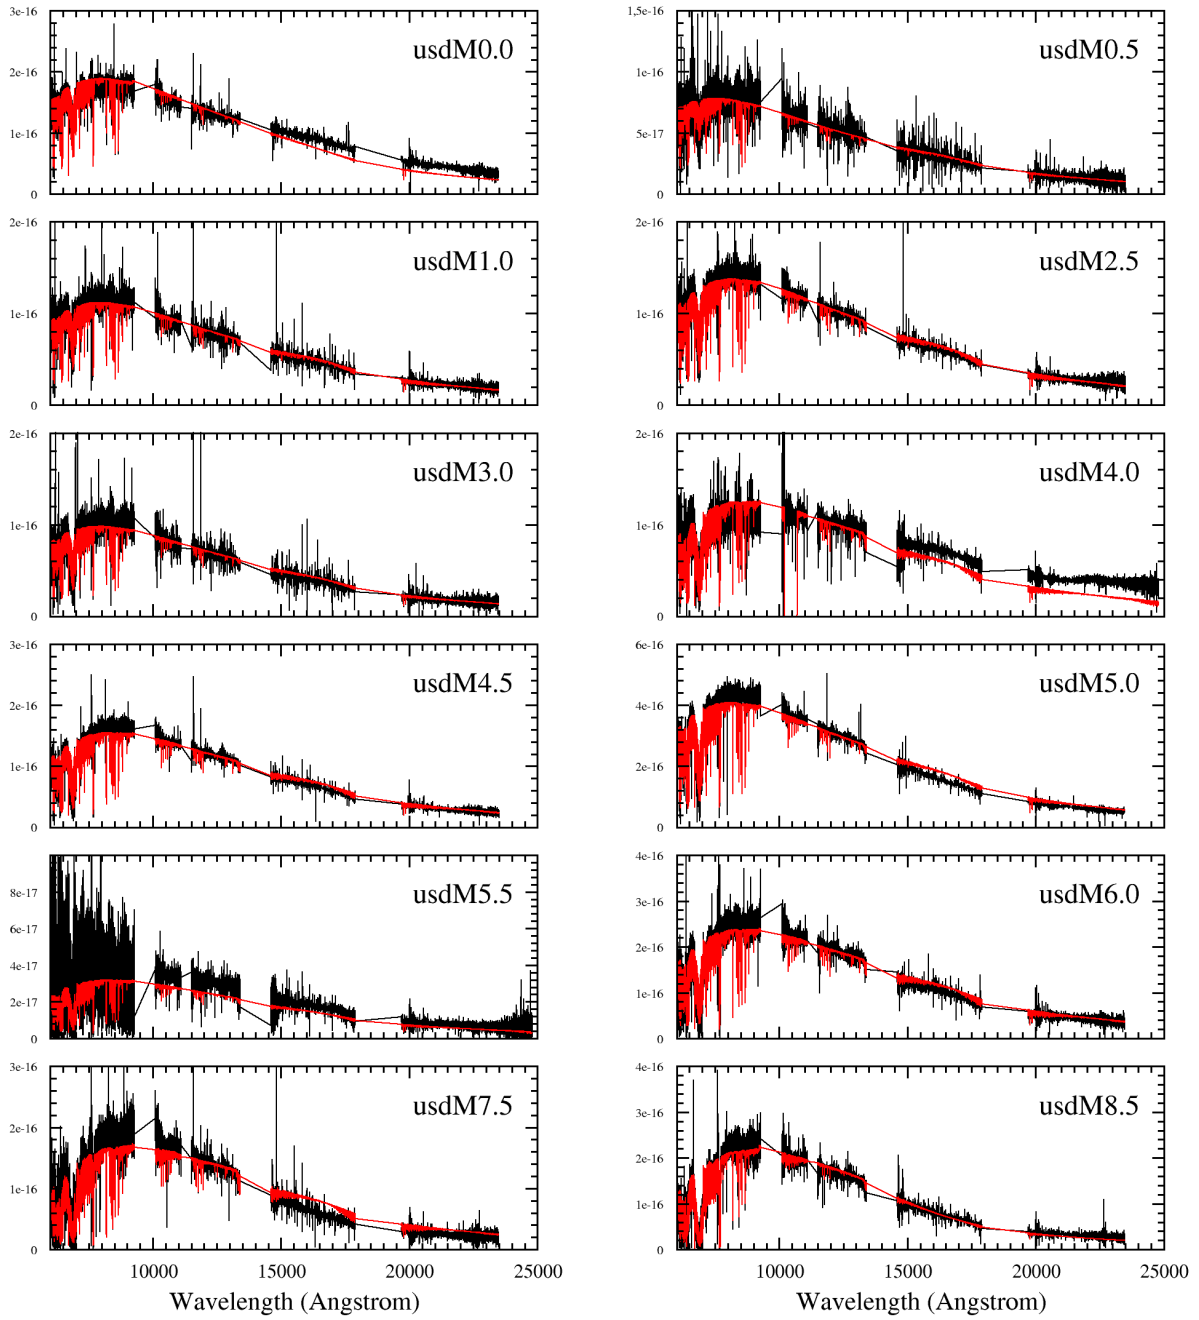 3e-16
2e-16
1e-16
0
usdM0.0
1,5e-16
1e-16
5e-17
0
usdM0.5
2e-16
1e-16
0
usdM1.0
2e-16
1e-16
0
usdM2.5
2e-16
1e-16
0
usdM3.0
2e-16
1e-16
0
usdM4.0
3e-16
2e-16
1e-16
0
usdM4.5
6e-16
4e-16
2e-16
0
usdM5.0
8e-17
6e-17
4e-17
2e-17
0
usdM5.5
4e-16
3e-16
2e-16
1e-16
0
usdM6.0
3e-16
2e-16
1e-16
0
usdM7.5
4e-16
3e-16
2e-16
1e-16
0
usdM8.5
10000 15000 20000 25000
Wavelength (Angstrom)
10000 15000 20000 25000
Wavelength (Angstrom)